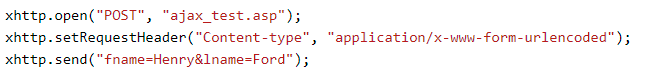 xhttp.open("POST", "ajax_test.asp");
xhttp.setRequestHeader("Content-type", "application/x-www-form-urlencoded");
xhttp.send("fname=Henry&lname=Ford");